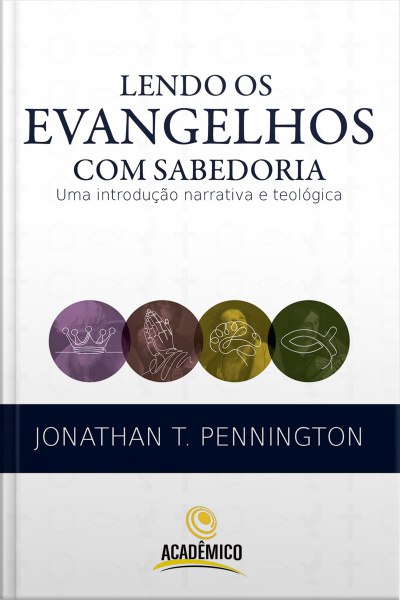 LENDO OS
EVANGELHOS
COM SABEDORIA
Uma introdução narrativa e teológica
JONATHAN T. PENNINGTON
ACADÊMICO